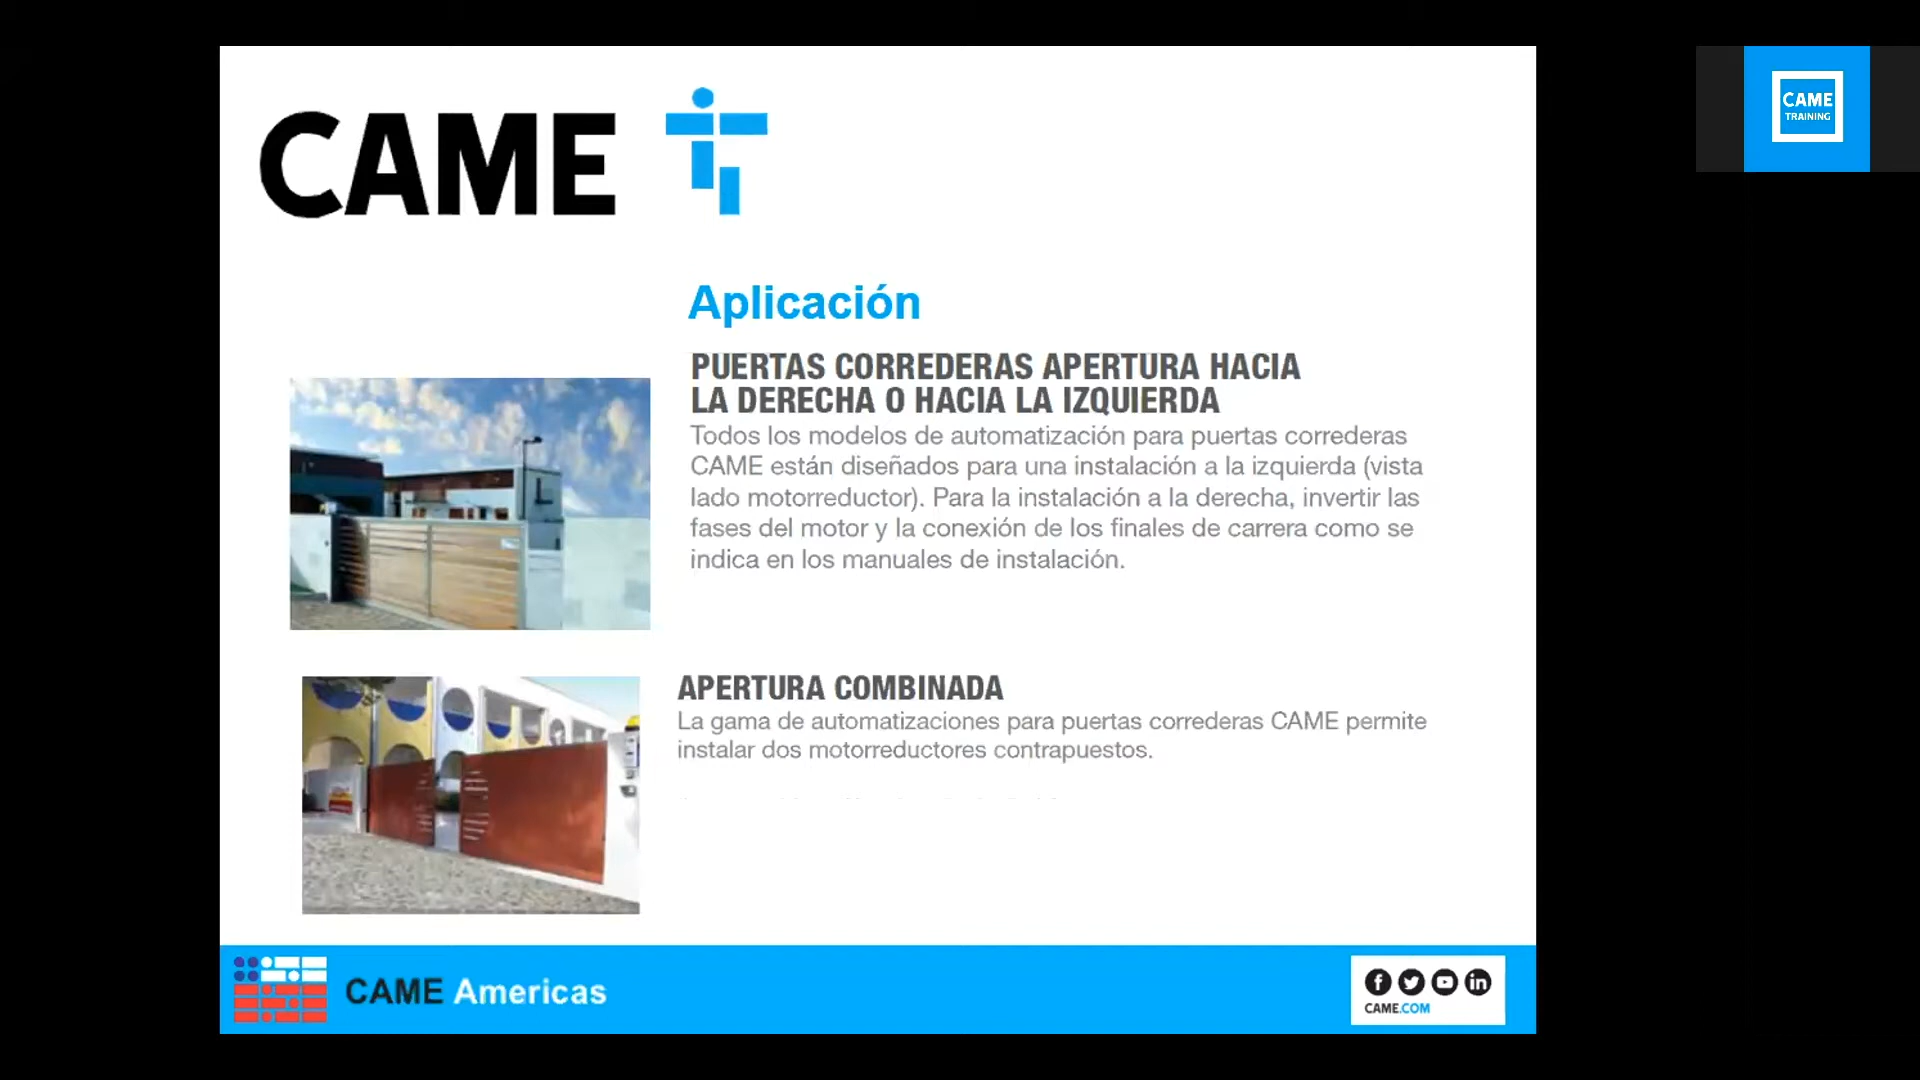 CAME
CAME
TRAINING
Aplicación
PUERTAS CORREDERAS APERTURA HACIA
LA DERECHA O HACIA LA IZQUIERDA
Todos los modelos de automatización para puertas correderas
CAME están diseñados para una instalación a la izquierda (vista
lado motorreductor). Para la instalación a la derecha, invertir las
fases del motor y la conexión de los finales de carrera como se
indica en los manuales de instalación.
APERTURA COMBINADA
La gama de automatizaciones para puertas correderas CAME permite
instalar dos motorreductores contrapuestos.
CAME Americas
CAME.COM